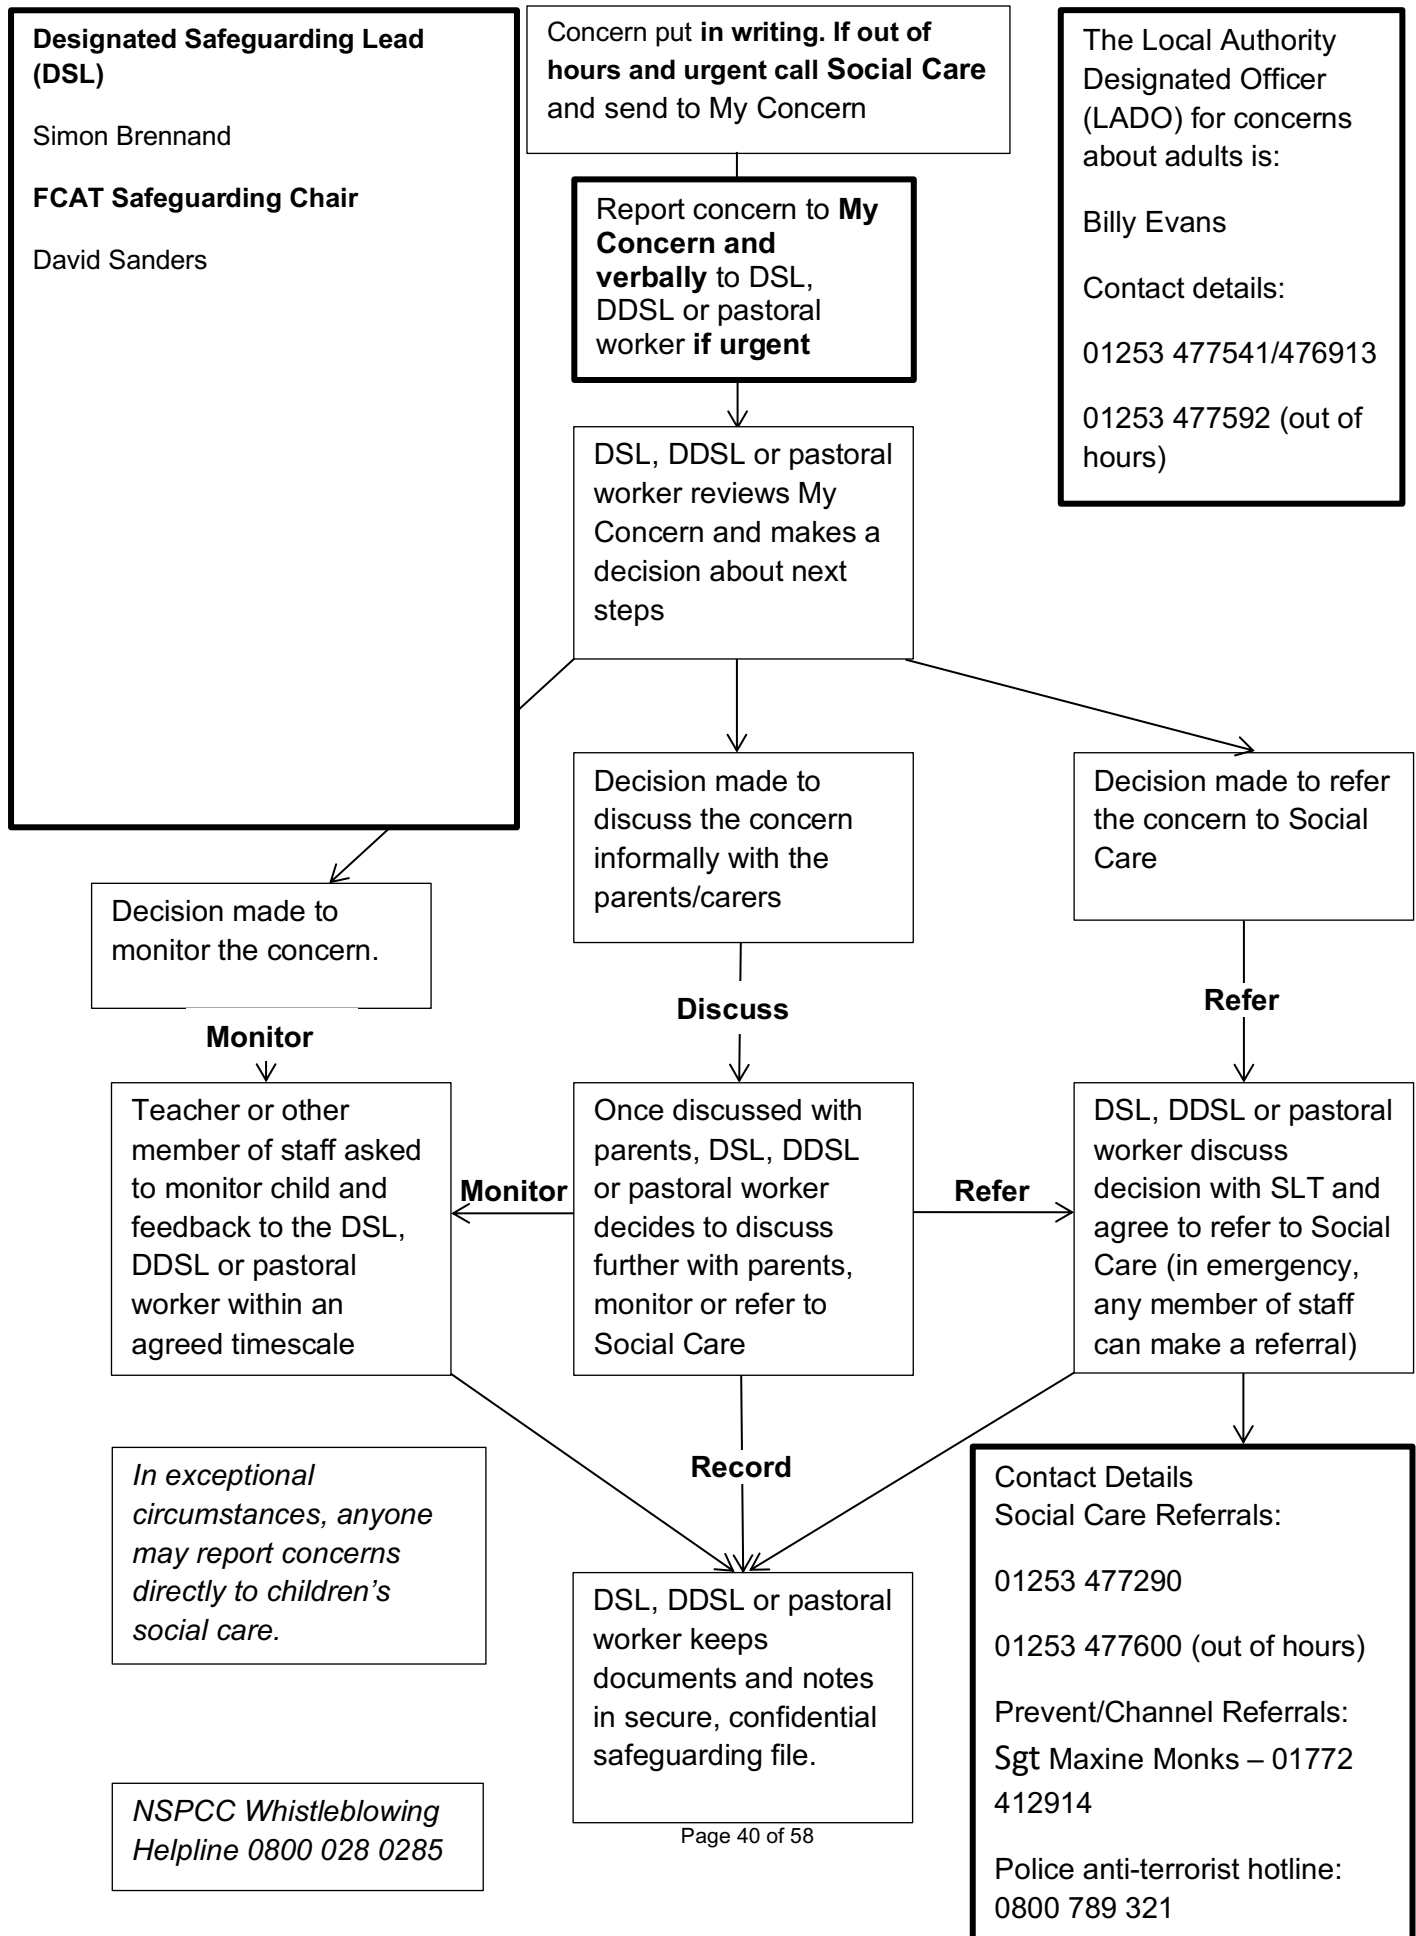 Designated Safeguarding Lead
(DSL)
Simon Brennand
FCAT Safeguarding Chair
David Sanders
Concern put in writing. If out of
hours and urgent call Social Care
and send to My Concern
The Local Authority
Designated Officer
(LADO) for concerns
about adults is:
Billy Evans
Contact details:
01253 477541/476913
01253 477592 (out of
hours)
Report concern to My
Concern and
verbally to DSL,
DDSL or pastoral
worker if urgent
DSL, DDSL or pastoral
worker reviews My
Concern and makes a
decision about next
steps
Decision made to
monitor the concern.
Decision made to
discuss the concern
informally with the
parents/carers
Decision made to refer
the concern to Social
Care
Monitor
Discuss
Refer
Teacher or other
member of staff asked
to monitor child and
feedback to the DSL,
DDSL or pastoral
worker within an
agreed timescale
Monitor
Once discussed with
parents, DSL, DDSL
or pastoral worker
decides to discuss
further with parents,
monitor or refer to
Social Care
Refer
DSL, DDSL or pastoral
worker discuss
decision with SLT and
agree to refer to Social
Care (in emergency,
any member of staff
can make a referral)
In exceptional
circumstances, anyone
may report concerns
directly to children’s
social care.
Record
DSL, DDSL or pastoral
worker keeps
documents and notes
in secure, confidential
safeguarding file.
Contact Details
Social Care Referrals:
01253 477290
01253 477600 (out of hours)
Prevent/Channel Referrals:
Sgt Maxine Monks – 01772
412914
Police anti-terrorist hotline:
0800 789 321
NSPCC Whistleblowing
Helpline 0800 028 0285
Page 40 of 58